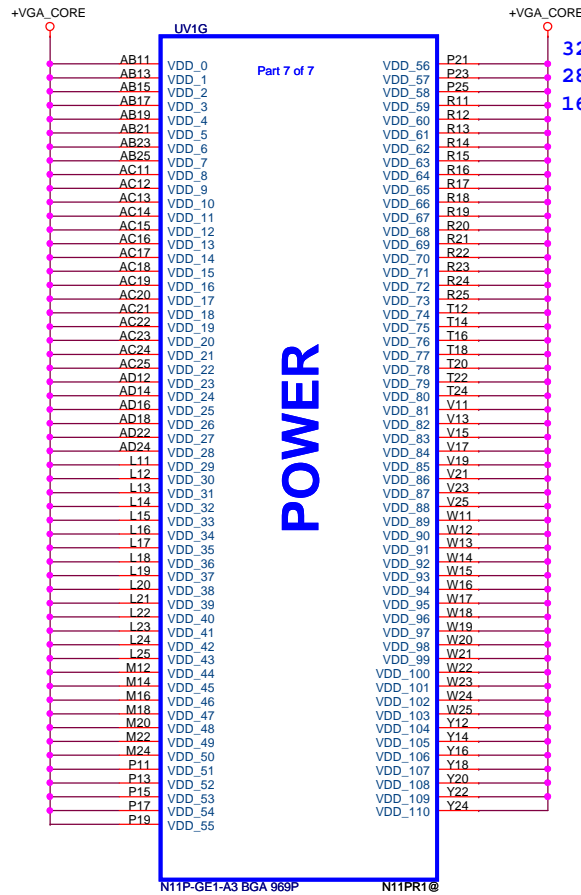 +VGA_CORE +VGA_CORE
UV1G
Part 7 of 7
32
28
16
AB11 VDD_0 VDD_56 P21
AB13 VDD_1 VDD_57 P23
AB15 VDD_2 VDD_58 P25
AB17 VDD_3 VDD_59 R11
AB19 VDD_4 VDD_60 R12
AB21 VDD_5 VDD_61 R13
AB23 VDD_6 VDD_62 R14
AB25 VDD_7 VDD_63 R15
AC11 VDD_8 VDD_64 R16
AC12 VDD_9 VDD_65 R17
AC13 VDD_10 VDD_66 R18
AC14 VDD_11 VDD_67 R19
AC15 VDD_12 VDD_68 R20
AC16 VDD_13 VDD_69 R21
AC17 VDD_14 VDD_70 R22
AC18 VDD_15 VDD_71 R23
AC19 VDD_16 VDD_72 R24
AC20 VDD_17 VDD_73 R25
AC21 VDD_18 VDD_74 T12
AC22 VDD_19 VDD_75 T14
AC23 VDD_20 VDD_76 T16
AC24 VDD_21 VDD_77 T18
AC25 VDD_22 VDD_78 T20
AD12 VDD_23 VDD_79 T22
AD14 VDD_24 VDD_80 T24
AD16 VDD_25 VDD_81 V11
AD18 VDD_26 VDD_82 V13
AD22 VDD_27 VDD_83 V15
AD24 VDD_28 VDD_84 V17
L11 VDD_29 VDD_85 V19
L12 VDD_30 VDD_86 V21
L13 VDD_31 VDD_87 V23
L14 VDD_32 VDD_88 V25
L15 VDD_33 VDD_89 W11
L16 VDD_34 VDD_90 W12
L17 VDD_35 VDD_91 W13
L18 VDD_36 VDD_92 W14
L19 VDD_37 VDD_93 W15
L20 VDD_38 VDD_94 W16
L21 VDD_39 VDD_95 W17
L22 VDD_40 VDD_96 W18
L23 VDD_41 VDD_97 W19
L24 VDD_42 VDD_98 W20
L25 VDD_43 VDD_99 W21
M12 VDD_44 VDD_100 W22
M14 VDD_45 VDD_101 W23
M16 VDD_46 VDD_102 W24
M18 VDD_47 VDD_103 W25
M20 VDD_48 VDD_104 Y12
M22 VDD_49 VDD_105 Y14
M24 VDD_50 VDD_106 Y16
P11 VDD_51 VDD_107 Y18
P13 VDD_52 VDD_108 Y20
P15 VDD_53 VDD_109 Y22
P17 VDD_54 VDD_110 Y24
P19 VDD_55
POWER
N11P-GE1-A3 BGA 969P N11PR1@